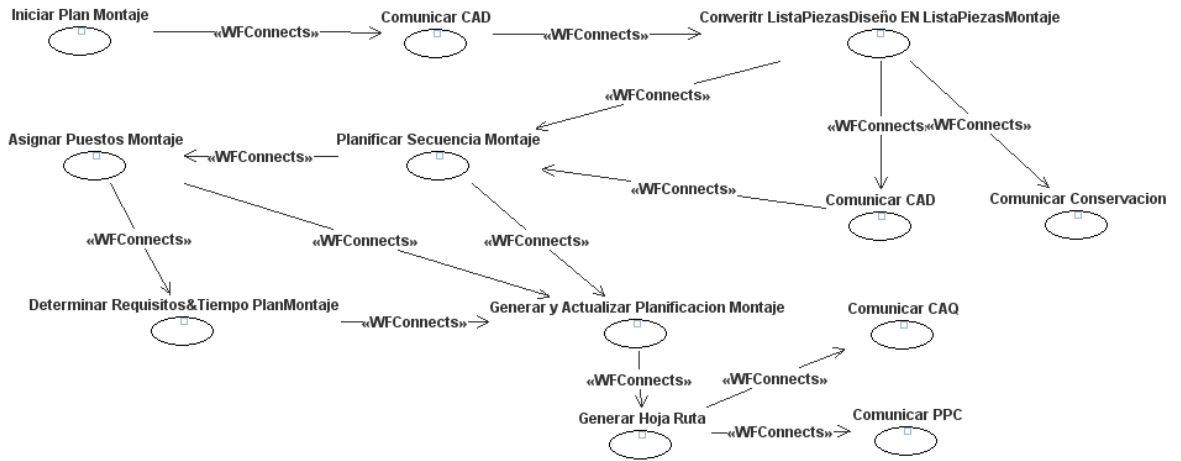 Iniciar Plan Montaje
Comunicar CAD
Converitr ListaPiezasDiseño EN ListaPiezasMontaje
«WFConnects»
«WFConnects»
«WFConnects»
Asignar Puestos Montaje
Planificar Secuencia Montaje
«WFConnects»
«WFConnects»
«WFConnects»
«WFConnects»
Comunicar CAD
Comunicar Conservacion
«WFConnects»
«WFConnects»
«WFConnects»
«WFConnects»
Determinar Requisitos&Tiempo PlanMontaje
Generar y Actualizar Planificacion Montaje
Comunicar CAQ
«WFConnects»
«WFConnects»
«WFConnects»
Generar Hoja Ruta
Comunicar PPC
«WFConnects»